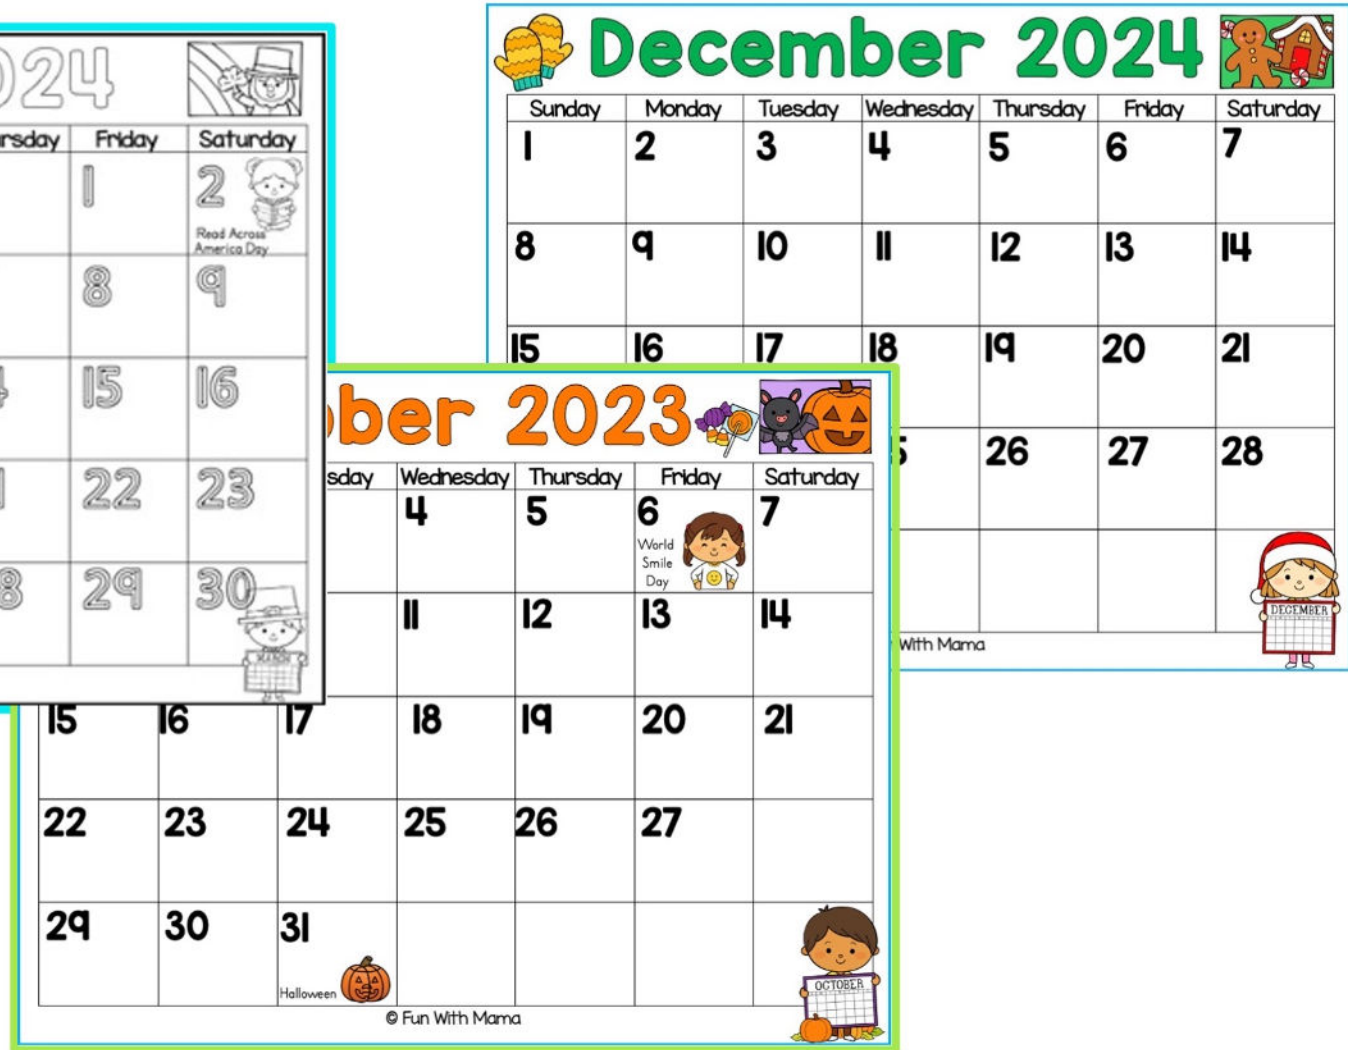 024
rsday Friday Saturday
1 2
Read Across
America Day
8 9
15 16
22 23
8 29 30
MARCH
December 2024
Sunday Monday Tuesday Wednesday Thursday Friday Saturday
1 2 3 4 5 6 7
8 9 10 11 12 13 14
15 16 17 18 19 20 21
5 26 27 28
DECEMBER
With Mama
ber 2023
sday Wednesday Thursday Friday Saturday
4 5 6 7
World
Smile
Day
11 12 13 14
15 16 17 18 19 20 21
22 23 24 25 26 27
29 30 31
Halloween
OCTOBER
© Fun With Mama